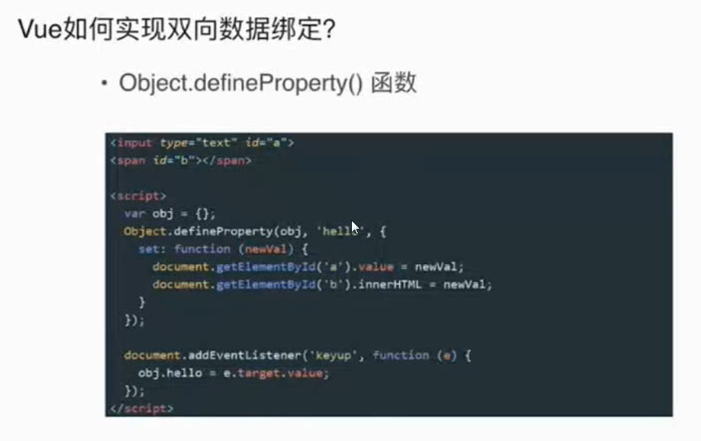 Vue如何实现双向数据绑定?
• Object.defineProperty() 函数
<input type="text" id="a">
<span id="b"></span>
<script>
var obj = {};
Object.defineProperty(obj, 'hello', {
set: function (newVal) {
document.getElementById('a').value = newVal;
document.getElementById('b').innerHTML = newVal;
}
});
document.addEventListener('keyup', function (e) {
obj.hello = e.target.value;
});
</script>